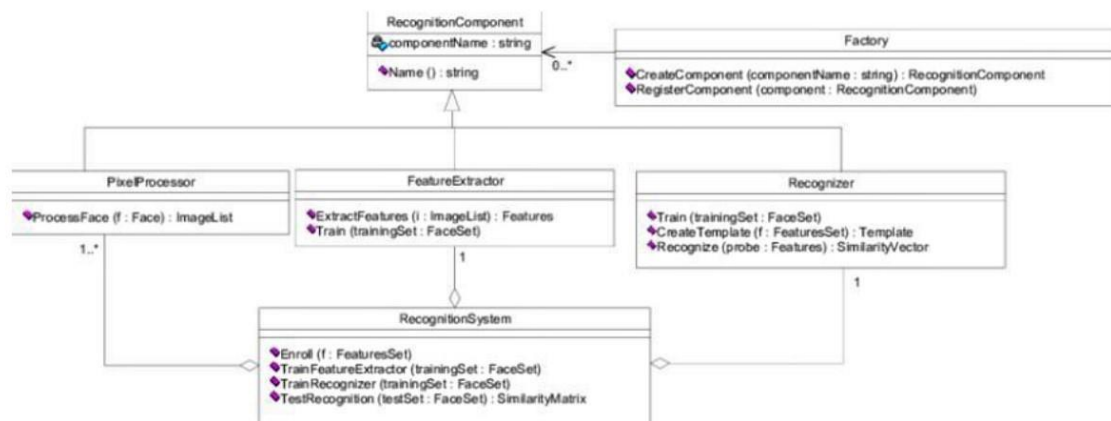 RecognitionComponent
componentName : string
Name () : string
0..*
Factory
CreateComponent (componentName : string) : RecognitionComponent
RegisterComponent (component : RecognitionComponent)
PixelProcessor
ProcessFace (f : Face) : ImageList
1..*
FeatureExtractor
ExtractFeatures (i : ImageList) : Features
Train (trainingSet : FaceSet)
1
Recognizer
Train (trainingSet : FaceSet)
CreateTemplate (f : FeaturesSet) : Template
Recognize (probe : Features) : SimilarityVector
1
RecognitionSystem
Enroll (f : FeaturesSet)
TrainFeatureExtractor (trainingSet : FaceSet)
TrainRecognizer (trainingSet : FaceSet)
TestRecognition (testSet : FaceSet) : SimilarityMatrix